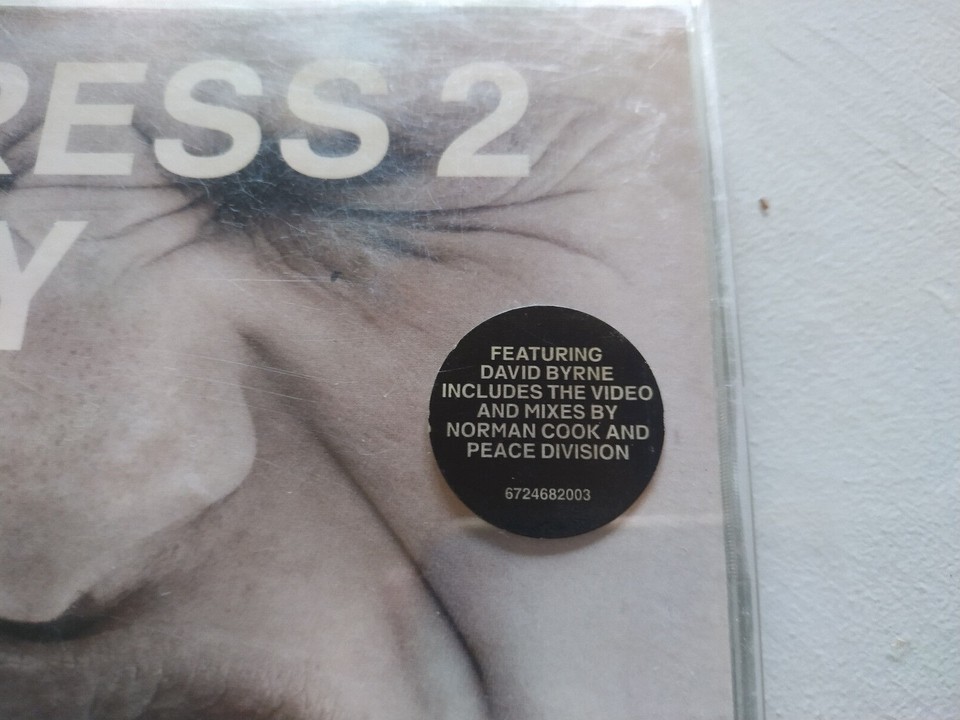 RESS 2
Y
FEATURING
DAVID BYRNE
INCLUDES THE VIDEO
AND MIXES BY
NORMAN COOK AND
PEACE DIVISION
6724682003